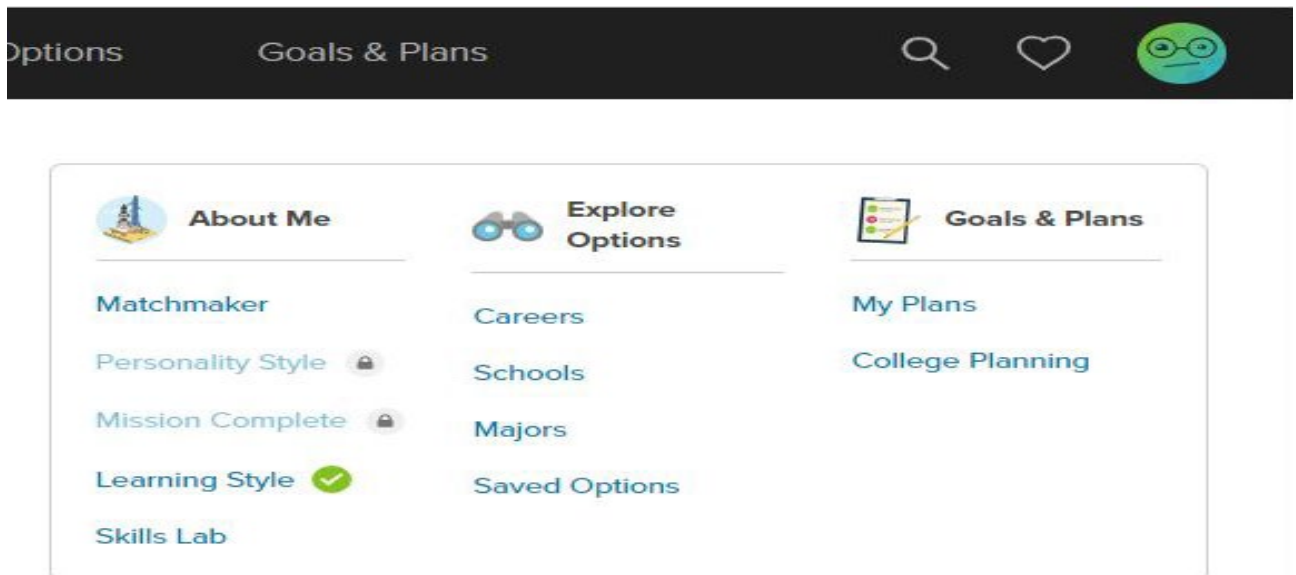 Options Goals & Plans
About Me
Matchmaker
Personality Style
Mission Complete
Learning Style
Skills Lab
Explore
Options
Careers
Schools
Majors
Saved Options
Goals & Plans
My Plans
College Planning